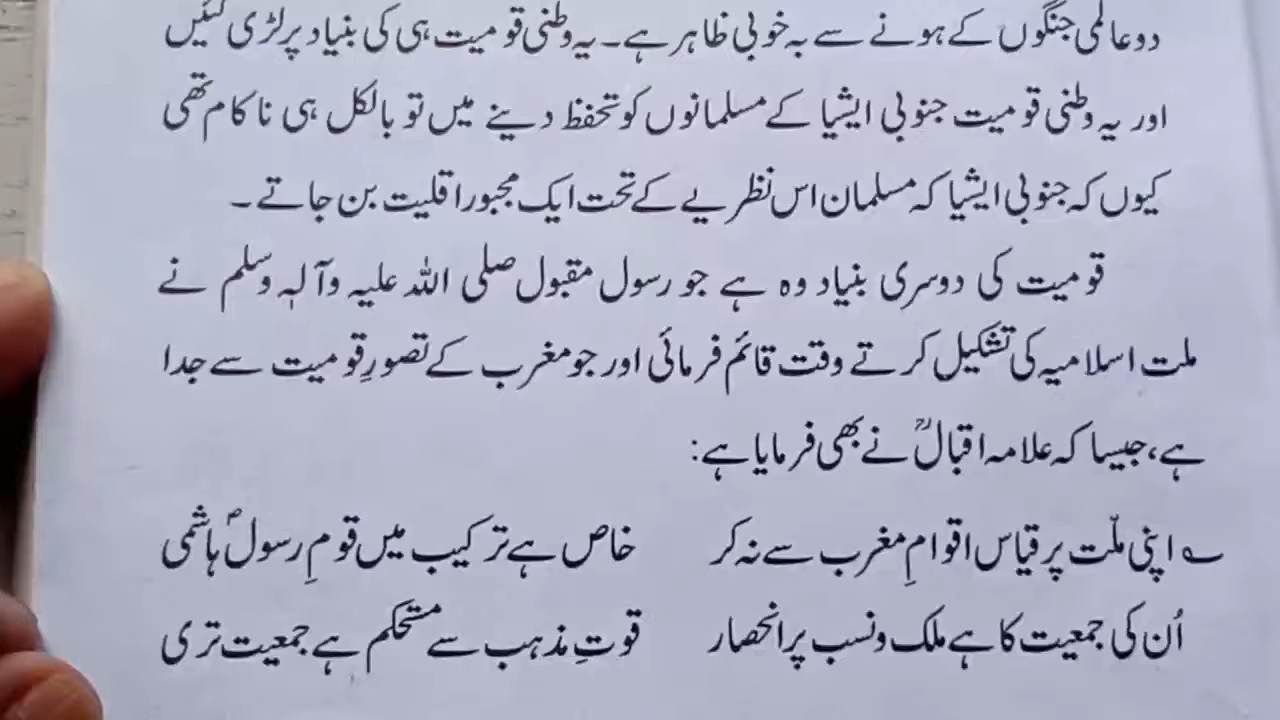 دو عالمی جنگوں کے ہونے سے بہ خوبی ظاہر ہے۔ یہ وطنی قومیت ہی کی بنیاد پر لڑی گئیں
اور یہ وطنی قومیت جنوبی ایشیا کے مسلمانوں کو تحفظ دینے میں تو بالکل ہی ناکام تھی
کیوں کہ جنوبی ایشیا کہ مسلمان اس نظریے کے تحت ایک مجبور اقلیت بن جاتے۔
قومیت کی دوسری بنیاد وہ ہے جو رسول مقبول صلی اللہ علیہ وآلہٖ وسلم نے
ملت اسلامیہ کی تشکیل کرتے وقت قائم فرمائی اور جو مغرب کے تصورِ قومیت سے جدا
ہے، جیسا کہ علامہ اقبالؒ نے بھی فرمایا ہے:
؎ اپنی ملّت پر قیاس اقوامِ مغرب سے نہ کر خاص ہے ترکیب میں قومِ رسولؐ ہاشمی
اُن کی جمعیت کا ہے ملک و نسب پر انحصار قوتِ مذہب سے مستحکم ہے جمعیت تری